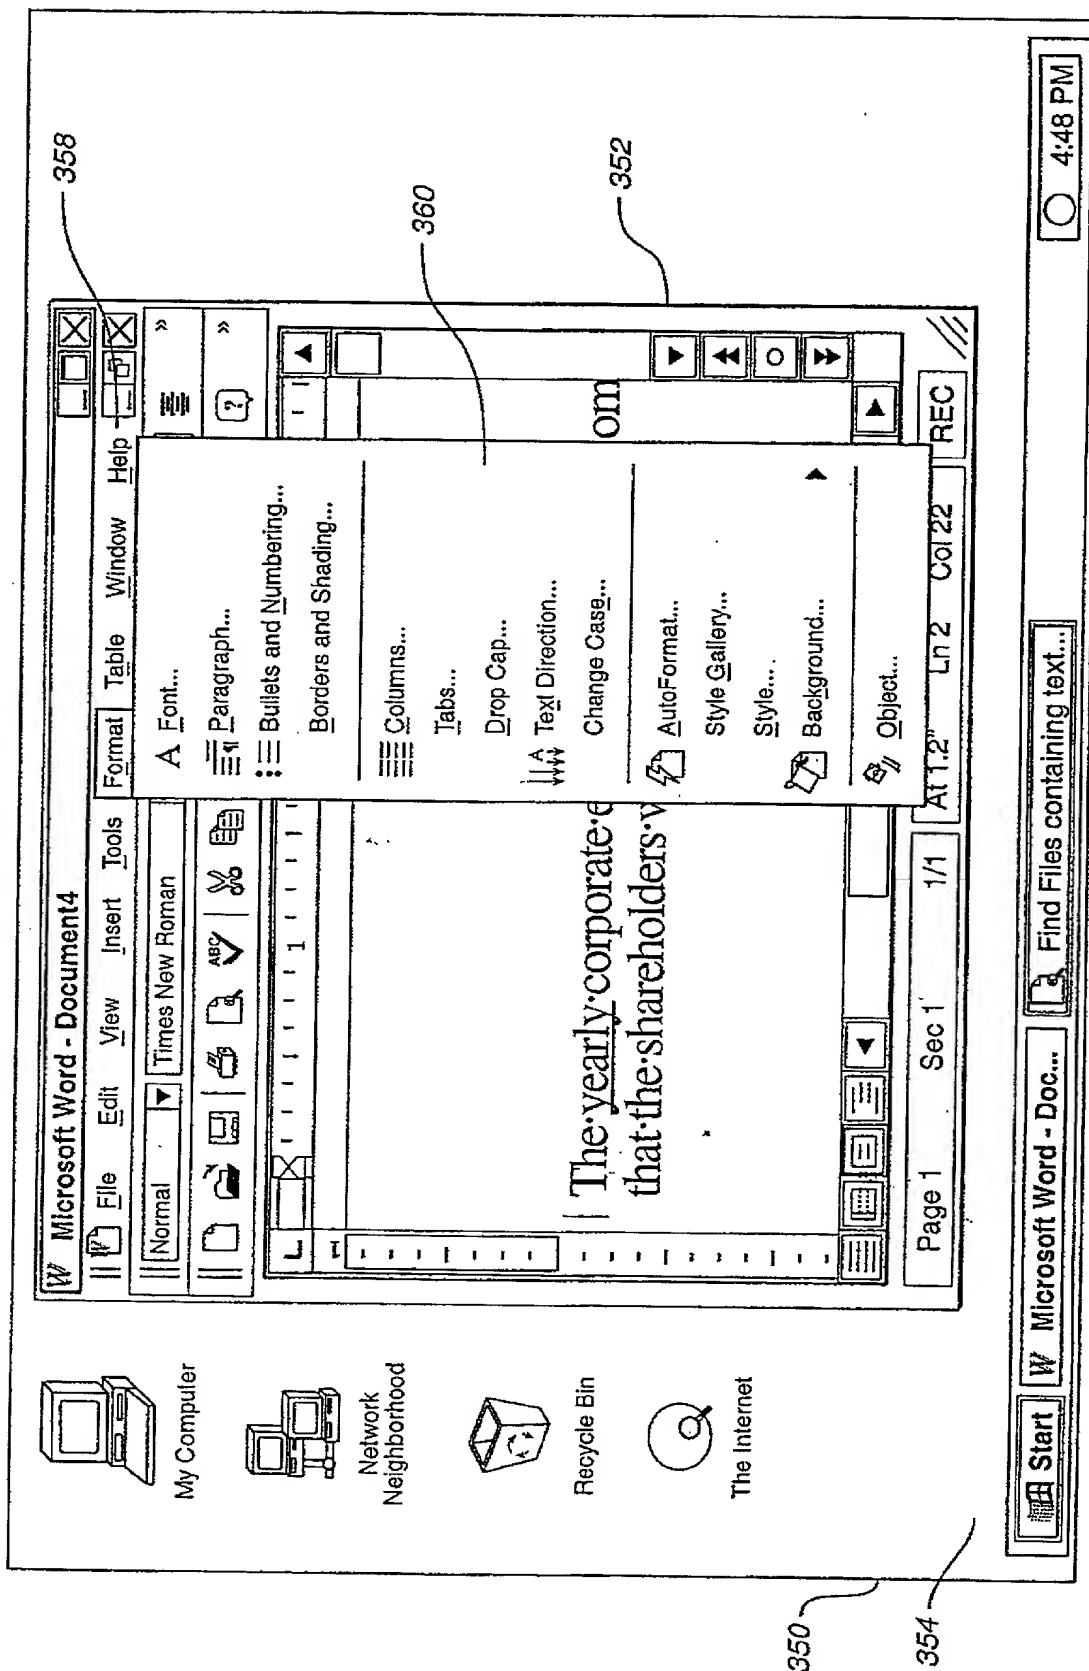 W Microsoft Word - Document4
File Edit View Insert Tools Format Table Window Help
358
Normal Times New Roman
»
ABC
?
»
L
1
A Font...
Paragraph...
Bullets and Numbering...
Borders and Shading...
Columns...
Tabs...
Drop Cap...
A Text Direction...
Change Case...
AutoFormat...
Style Gallery...
Style...
Background...
Object...
360
The·yearly·corporate·e om
that·the·shareholders·v
352
Page 1 Sec 1 1/1 At 1.2" Ln 2 Col 22 REC
My Computer
Network
Neighborhood
Recycle Bin
The Internet
Start W Microsoft Word - Doc... Find Files containing text... 4:48 PM
350
354